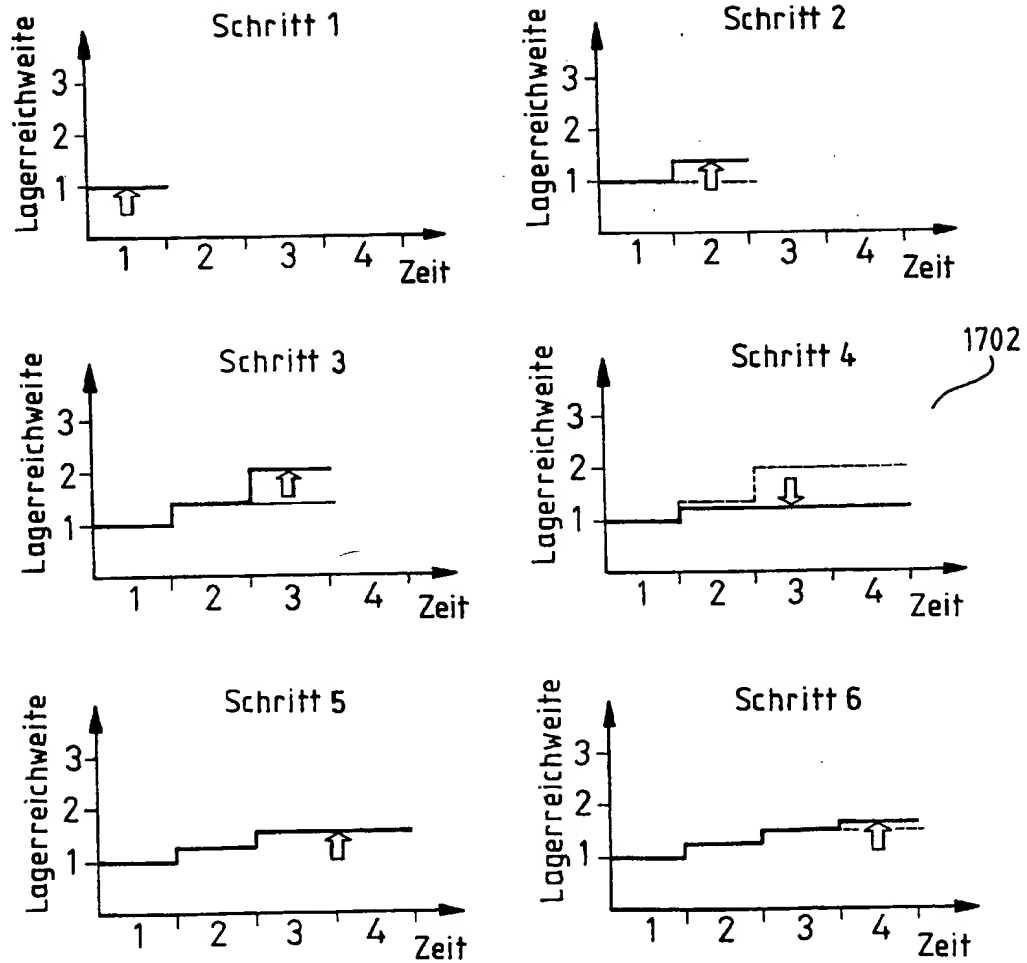 Schritt 1
Lagerreichweite
3
2
1
1 2 3 4 Zeit
Schritt 2
Lagerreichweite
3
2
1
1 2 3 4 Zeit
Schritt 3
Lagerreichweite
3
2
1
1 2 3 4 Zeit
Schritt 4
1702
Lagerreichweite
3
2
1
1 2 3 4 Zeit
Schritt 5
Lagerreichweite
3
2
1
1 2 3 4 Zeit
Schritt 6
Lagerreichweite
3
2
1
1 2 3 4 Zeit